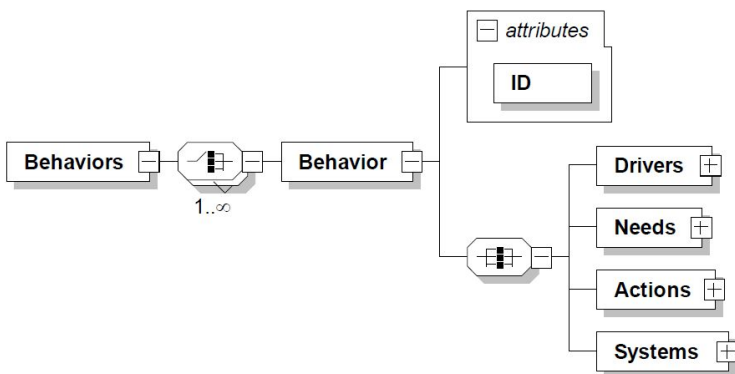 attributes
ID
Behaviors
1..∞
Behavior
Drivers
Needs
Actions
Systems